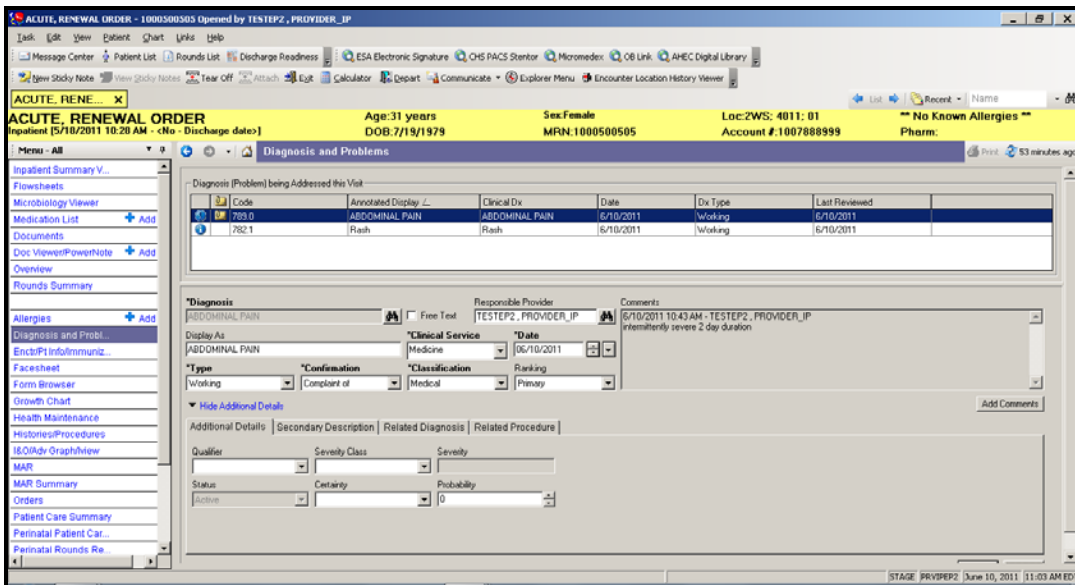 ACUTE, RENEWAL ORDER - 1000500505 Opened by TESTEP2 , PROVIDER_IP
Task Edit View Patient Chart Links Help
Message Center Patient List Rounds List Discharge Readiness ESA Electronic Signature CHS PACS Stentor Micromedex OB Link AHEC Digital Library
New Sticky Note View Sticky Notes Tear Off Attach Exit Calculator Depart Communicate Explorer Menu Encounter Location History Viewer
ACUTE, RENE... x List Recent Name
ACUTE, RENEWAL ORDER Age:31 years Sex:Female Loc:2WS; 4011; 01 ** No Known Allergies **
Inpatient [5/18/2011 10:20 AM - <No - Discharge date>] DOB:7/19/1979 MRN:1000500505 Account #:1007888999 Pharm:
Menu - All Diagnosis and Problems Print 53 minutes ago
Inpatient Summary V...
Flowsheets
Microbiology Viewer
Medication List Add
Documents
Doc Viewer/PowerNote Add
Overview
Rounds Summary
Allergies Add
Diagnosis and Probl...
Enctr/Pt Info/Immuniz...
Facesheet
Form Browser
Growth Chart
Health Maintenance
Histories/Procedures
I&O/Adv Graph/Iview
MAR
MAR Summary
Orders
Patient Care Summary
Perinatal Patient Car...
Perinatal Rounds Re...
Diagnosis (Problem) being Addressed this Visit
Code Annotated Display Clinical Dx Date Dx Type Last Reviewed
789.0 ABDOMINAL PAIN ABDOMINAL PAIN 6/10/2011 Working 6/10/2011
782.1 Rash Rash 6/10/2011 Working 6/10/2011
*Diagnosis Responsible Provider Comments
ABDOMINAL PAIN Free Text TESTEP2 , PROVIDER_IP 6/10/2011 10:43 AM - TESTEP2 , PROVIDER_IP
intermittently severe 2 day duration
Display As *Clinical Service *Date
ABDOMINAL PAIN Medicine 06/10/2011
*Type *Confirmation *Classification Ranking
Working Complaint of Medical Primary
Hide Additional Details Add Comments
Additional Details Secondary Description Related Diagnosis Related Procedure
Qualifier Severity Class Severity
Status Certainty Probability
Active 0
STAGE PRVIPEP2 June 10, 2011 11:03 AM ED